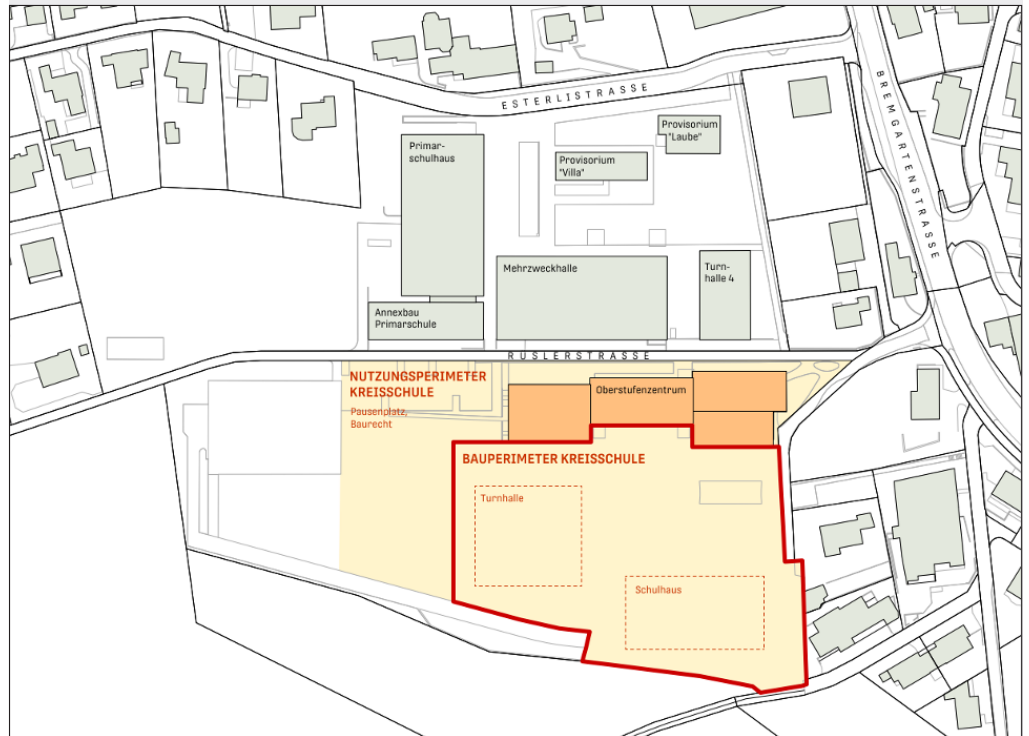 ESTERLISTRASSE
BREMGARTENSTRASSE
Provisorium
"Laube"
Primar-
schulhaus
Provisorium
"Villa"
Mehrzweckhalle
Turn-
halle 4
Annexbau
Primarschule
RÜSLERSTRASSE
NUTZUNGSPERIMETER
KREISSCHULE
Pausenplatz,
Baurecht
Oberstufenzentrum
BAUPERIMETER KREISSCHULE
Turnhalle
Schulhaus